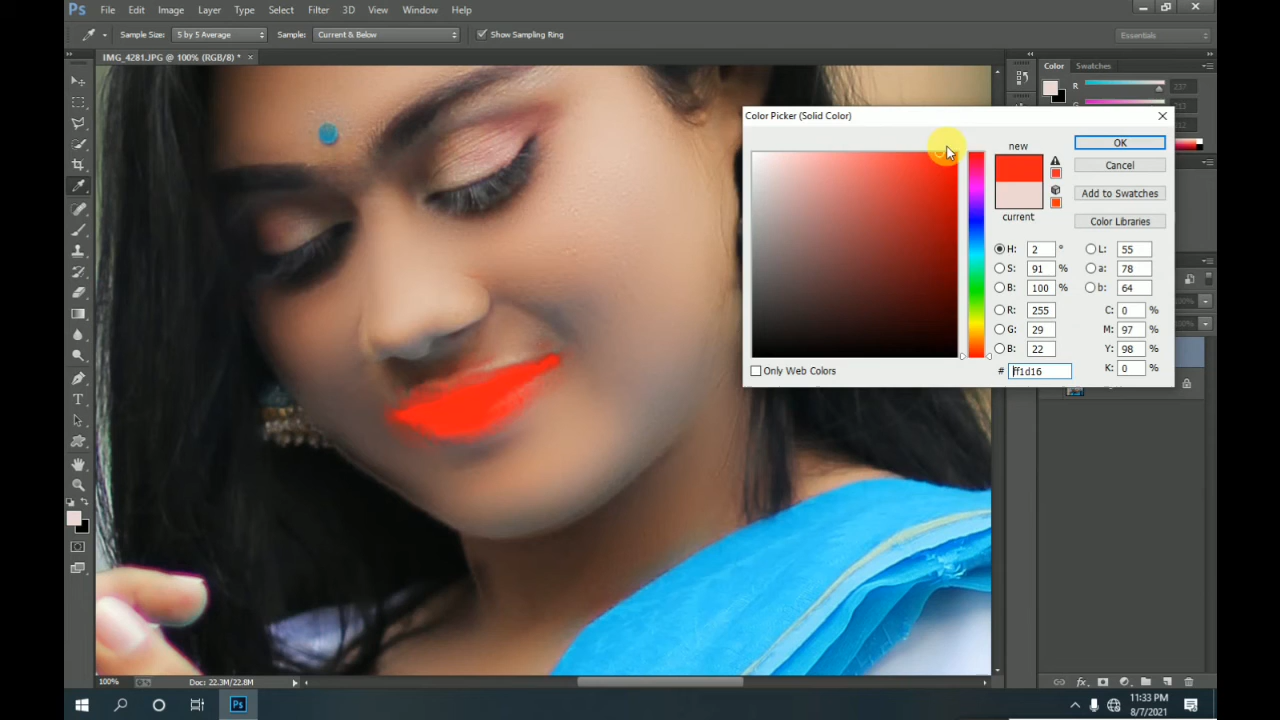 Ps File Edit Image Layer Type Select Filter 3D View Window Help
Sample Size: 5 by 5 Average Sample: Current & Below Show Sampling Ring Essentials
IMG_4281.JPG @ 100% (RGB/8) * ×
Color Swatches
R 237
Color Picker (Solid Color)
new
OK
Cancel
Add to Swatches
current
Color Libraries
H: 2 ° L: 55
S: 91 % a: 78
B: 100 % b: 64
R: 255 C: 0 %
G: 29 M: 97 %
B: 22 Y: 98 %
Only Web Colors # ff1d16 K: 0 %
100% Doc: 22.3M/22.8M
fx
Ps
11:33 PM
8/7/2021